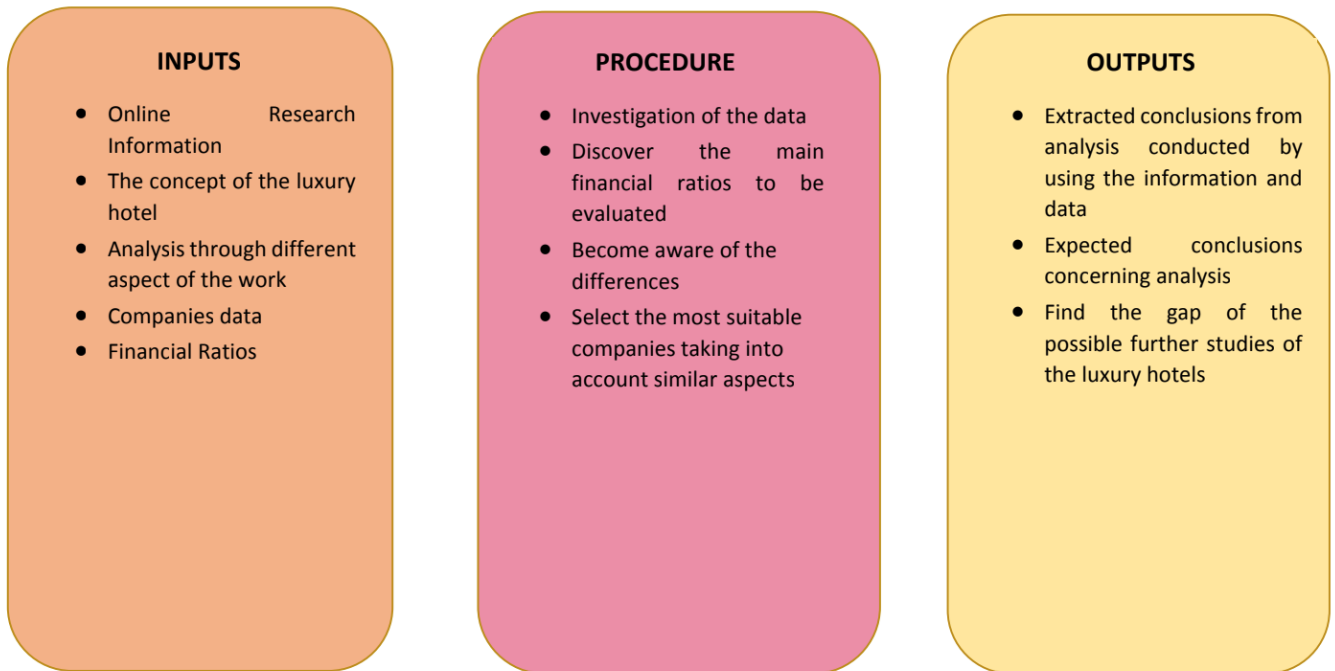 INPUTS
● Online Research
Information
● The concept of the luxury
hotel
● Analysis through different
aspect of the work
● Companies data
● Financial Ratios
PROCEDURE
● Investigation of the data
● Discover the main
financial ratios to be
evaluated
● Become aware of the
differences
● Select the most suitable
companies taking into
account similar aspects
OUTPUTS
● Extracted conclusions from
analysis conducted by
using the information and
data
● Expected conclusions
concerning analysis
● Find the gap of the
possible further studies of
the luxury hotels